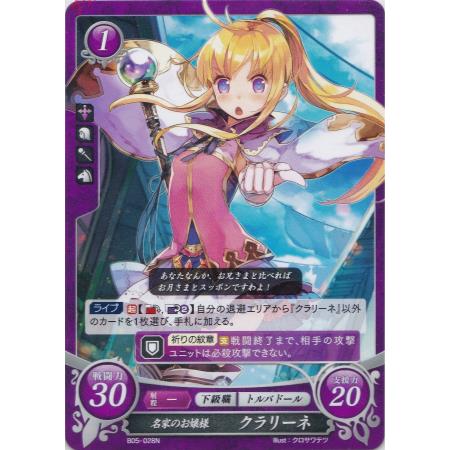 1
あなたなんか、お兄さまと比べれば
お月さまとスッポンですわよ！
ライブ 起 自分の退避エリアから『クラリーネ』以外
のカードを1枚選び、手札に加える。
祈りの紋章 支 戦闘終了まで、相手の攻撃
ユニットは必殺攻撃できない。
戦闘力
30
射程
－
下級職
トルバドール
支援力
20
名家のお嬢様
クラリーネ
B05-028N
Illust：クロサワテツ